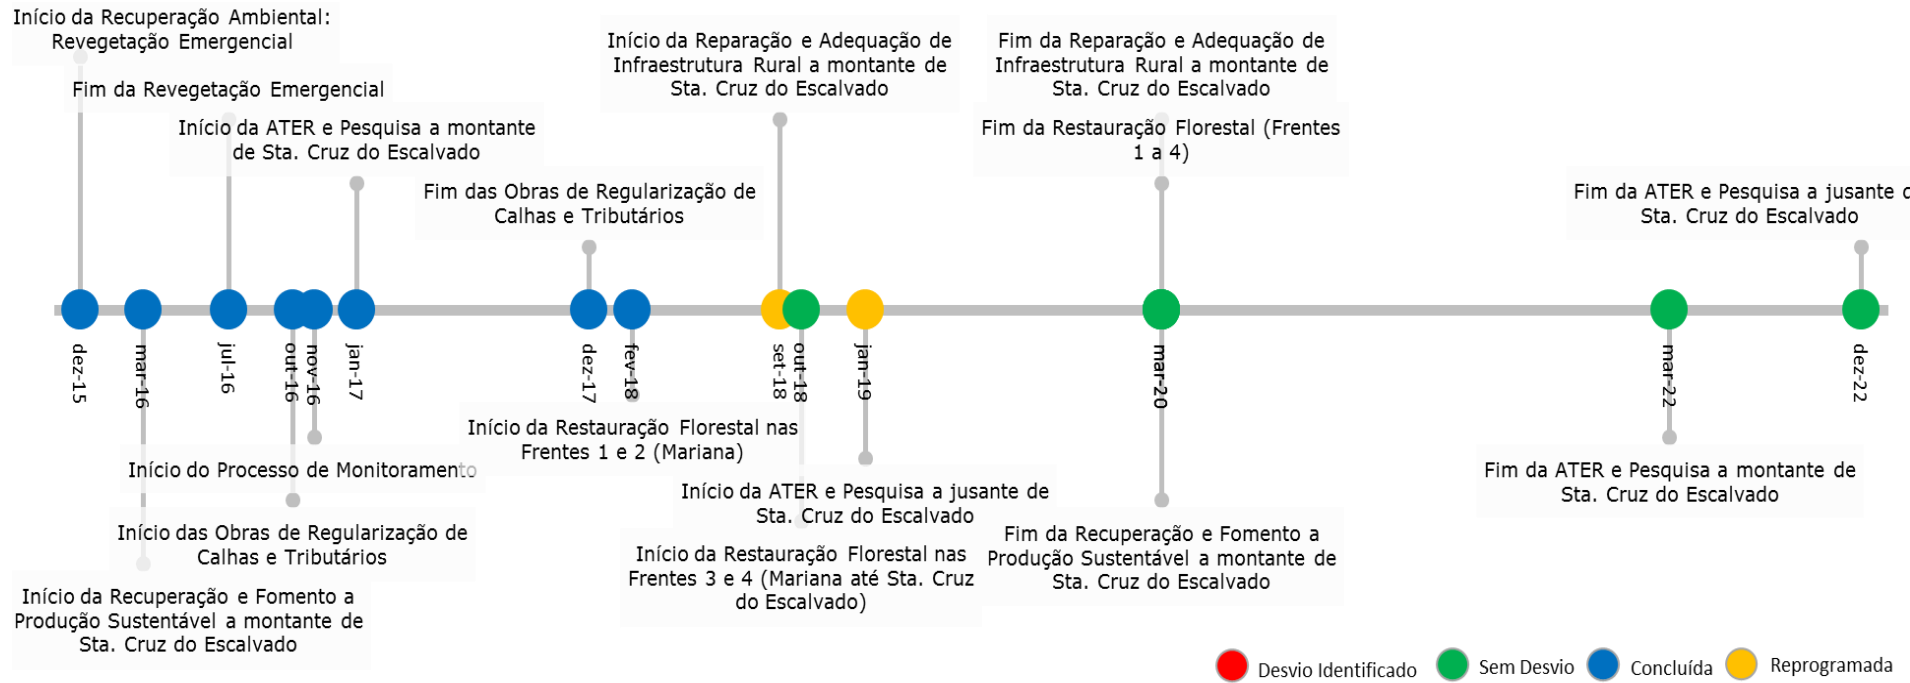 Início da Recuperação Ambiental:
Revegetação Emergencial
Fim da Revegetação Emergencial
Início da ATER e Pesquisa a montante
de Sta. Cruz do Escalvado
Fim das Obras de Regularização de
Calhas e Tributários
Início da Reparação e Adequação de
Infraestrutura Rural a montante de
Sta. Cruz do Escalvado
Fim da Reparação e Adequação de
Infraestrutura Rural a montante de
Sta. Cruz do Escalvado
Fim da Restauração Florestal (Frentes
1 a 4)
Fim da ATER e Pesquisa a jusante
Sta. Cruz do Escalvado
dez-15
mar-16
jul-16
out-16
nov-16
jan-17
dez-17
fev-18
set-18
out-18
jan-19
mar-20
mar-22
dez-22
Início da Restauração Florestal nas
Frentes 1 e 2 (Mariana)
Início do Processo de Monitoramento
Início das Obras de Regularização de
Calhas e Tributários
Início da Recuperação e Fomento a
Produção Sustentável a montante de
Sta. Cruz do Escalvado
Início da ATER e Pesquisa a jusante de
Sta. Cruz do Escalvado
Início da Restauração Florestal nas
Frentes 3 e 4 (Mariana até Sta. Cruz
do Escalvado)
Fim da Recuperação e Fomento a
Produção Sustentável a montante de
Sta. Cruz do Escalvado
Fim da ATER e Pesquisa a montante de
Sta. Cruz do Escalvado
Desvio Identificado
Sem Desvio
Concluída
Reprogramada